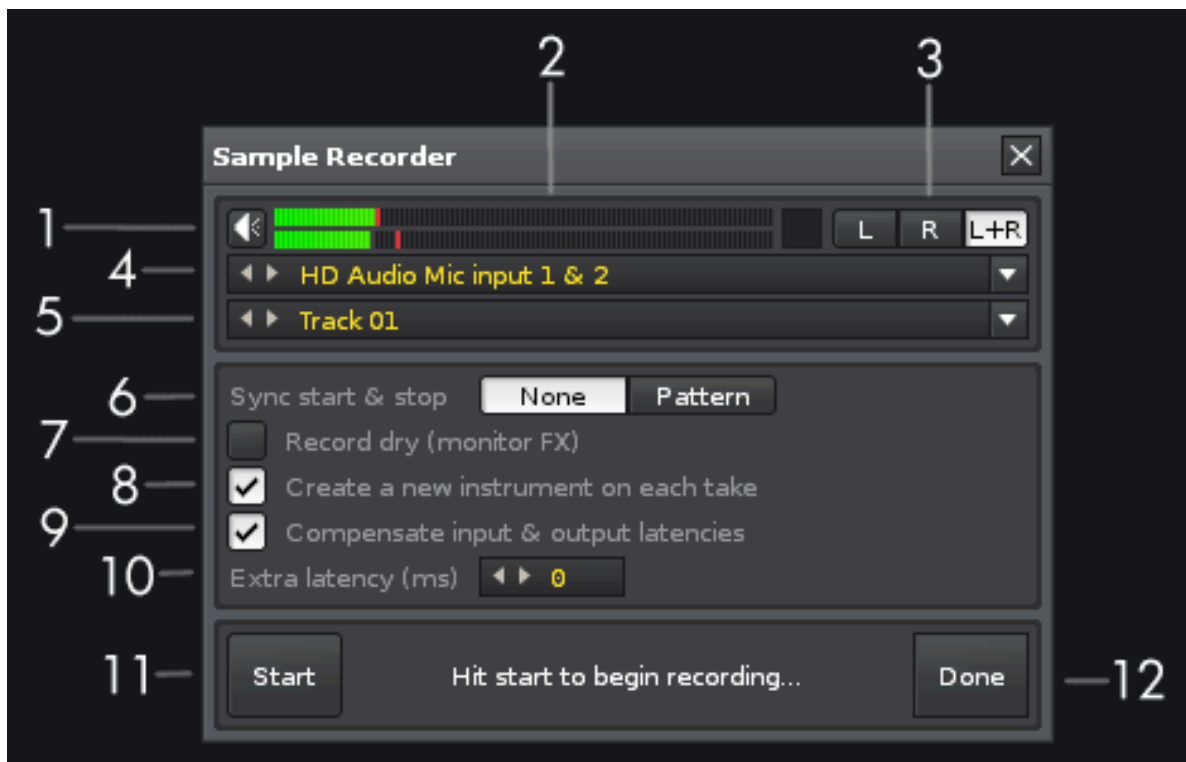 2 3
Sample Recorder
1 L R L+R
4 HD Audio Mic input 1 & 2
5 Track 01
6 Sync start & stop None Pattern
7 Record dry (monitor FX)
8 Create a new instrument on each take
9 Compensate input & output latencies
10 Extra latency (ms) 0
11 Start Hit start to begin recording... Done 12